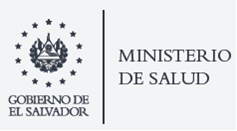 GOBIERNO DE
EL SALVADOR
MINISTERIO
DE SALUD